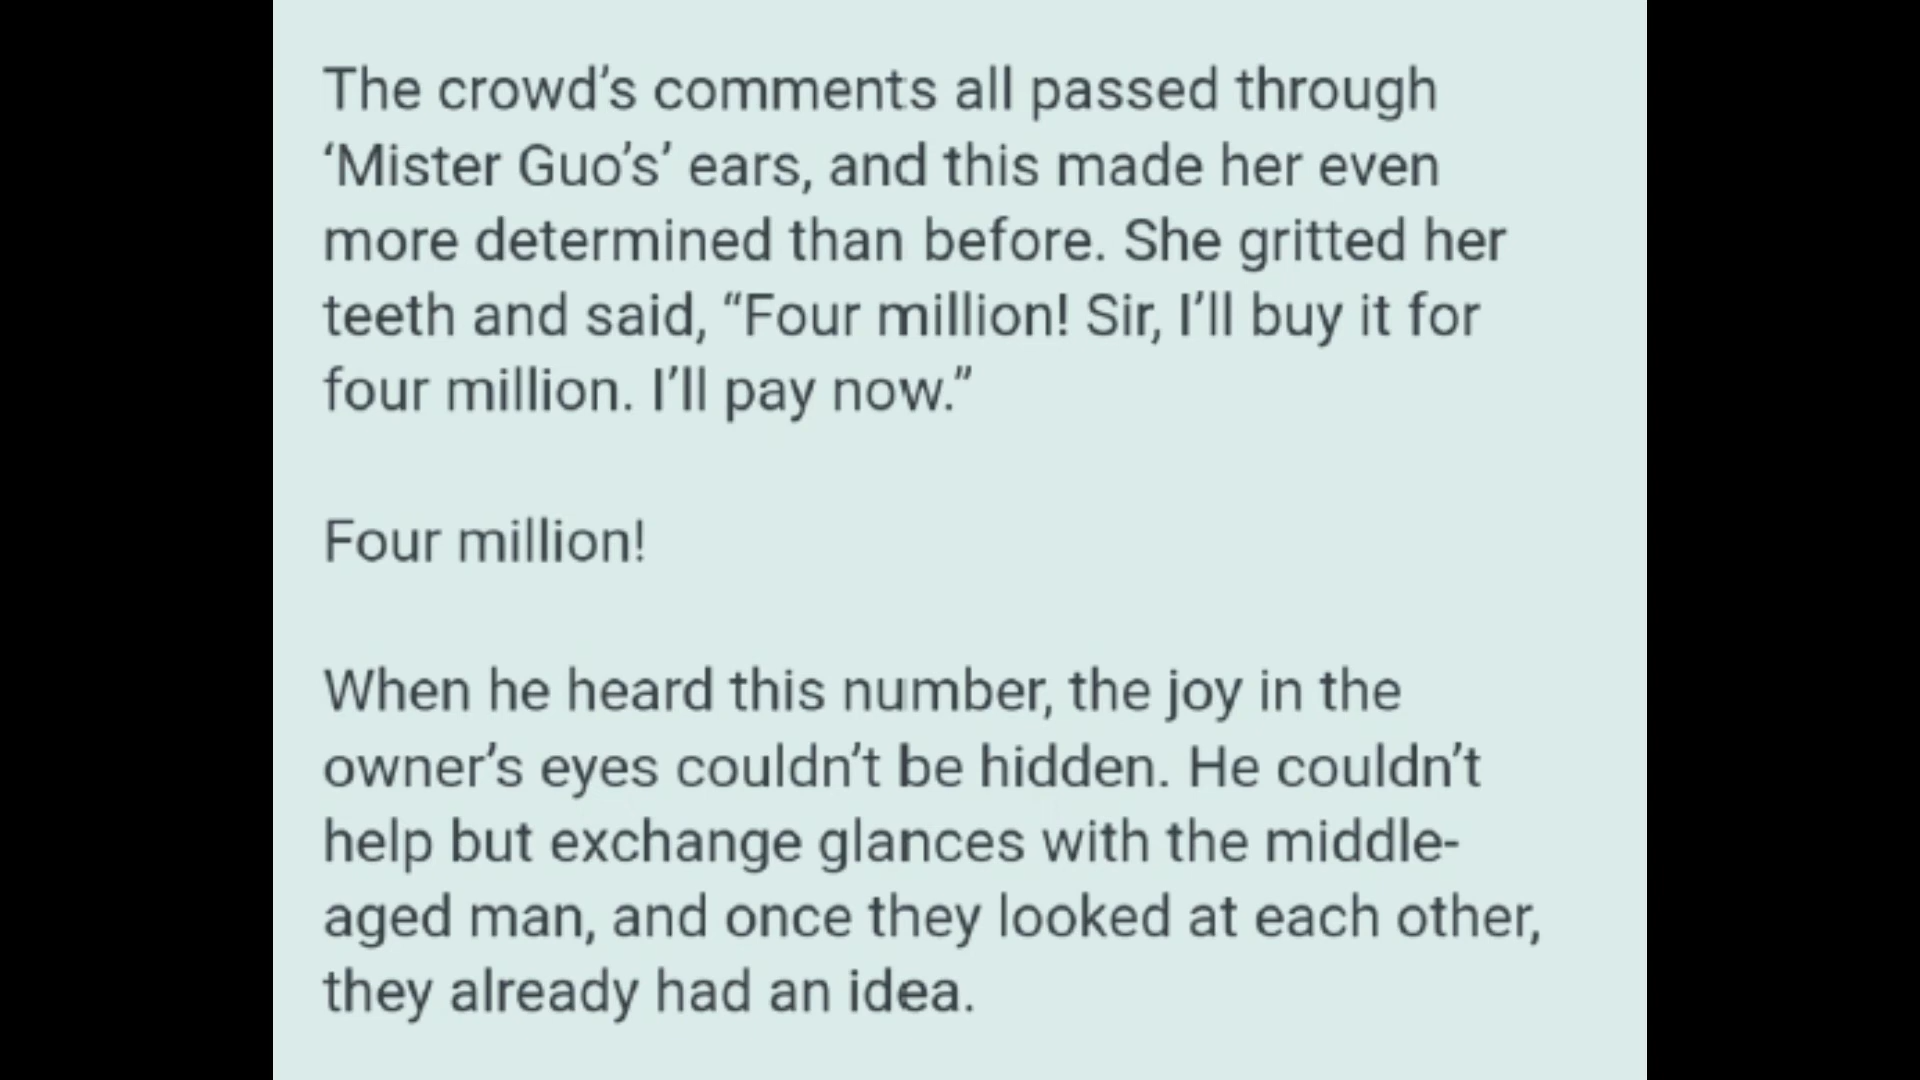 The crowd’s comments all passed through
‘Mister Guo’s’ ears, and this made her even
more determined than before. She gritted her
teeth and said, “Four million! Sir, I’ll buy it for
four million. I’ll pay now.”
Four million!
When he heard this number, the joy in the
owner’s eyes couldn’t be hidden. He couldn’t
help but exchange glances with the middle-
aged man, and once they looked at each other,
they already had an idea.